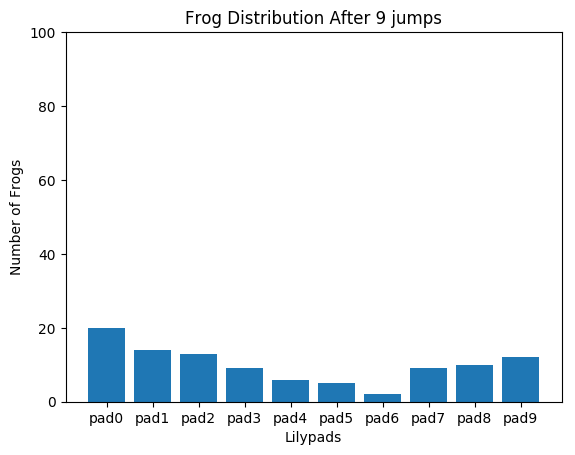 Frog Distribution After 9 jumps
100
80
60
40
20
0
Number of Frogs
pad0 pad1 pad2 pad3 pad4 pad5 pad6 pad7 pad8 pad9
Lilypads